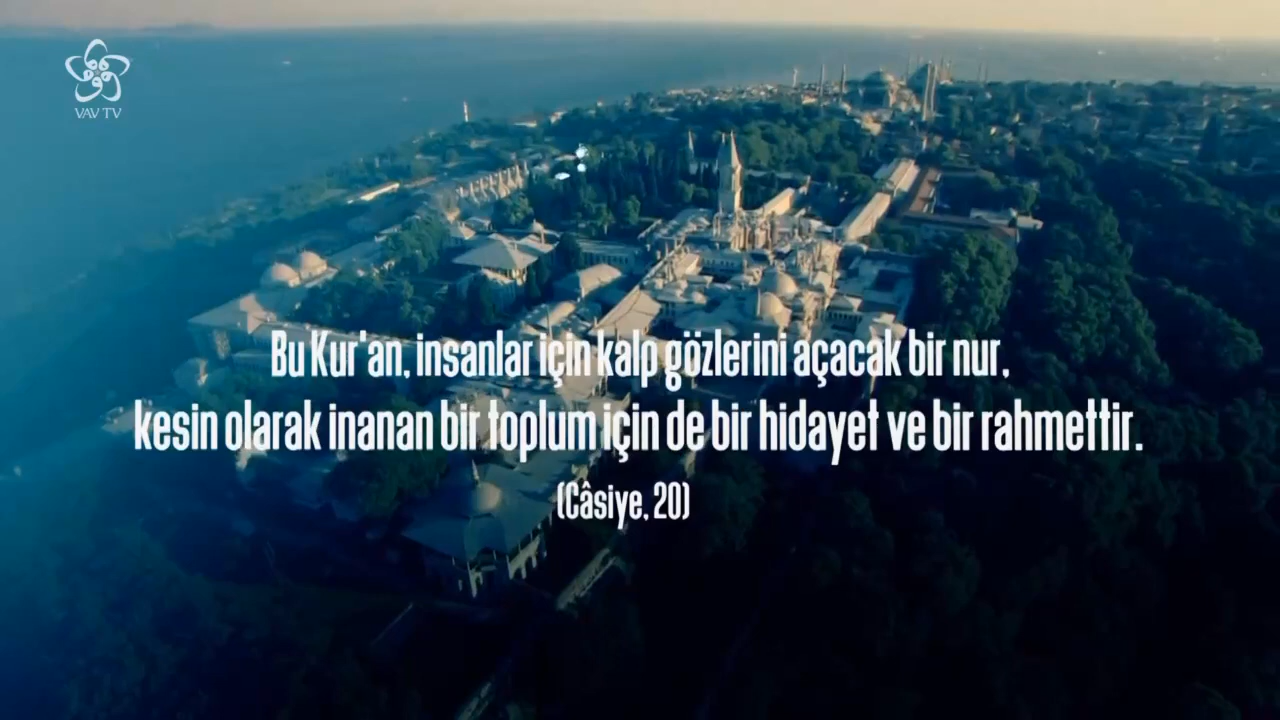 VAV TV
Bu Kur'an, insanlar için kalp gözlerini açacak bir nur,
kesin olarak inanan bir toplum için de bir hidayet ve bir rahmettir.
(Câsiye, 20)